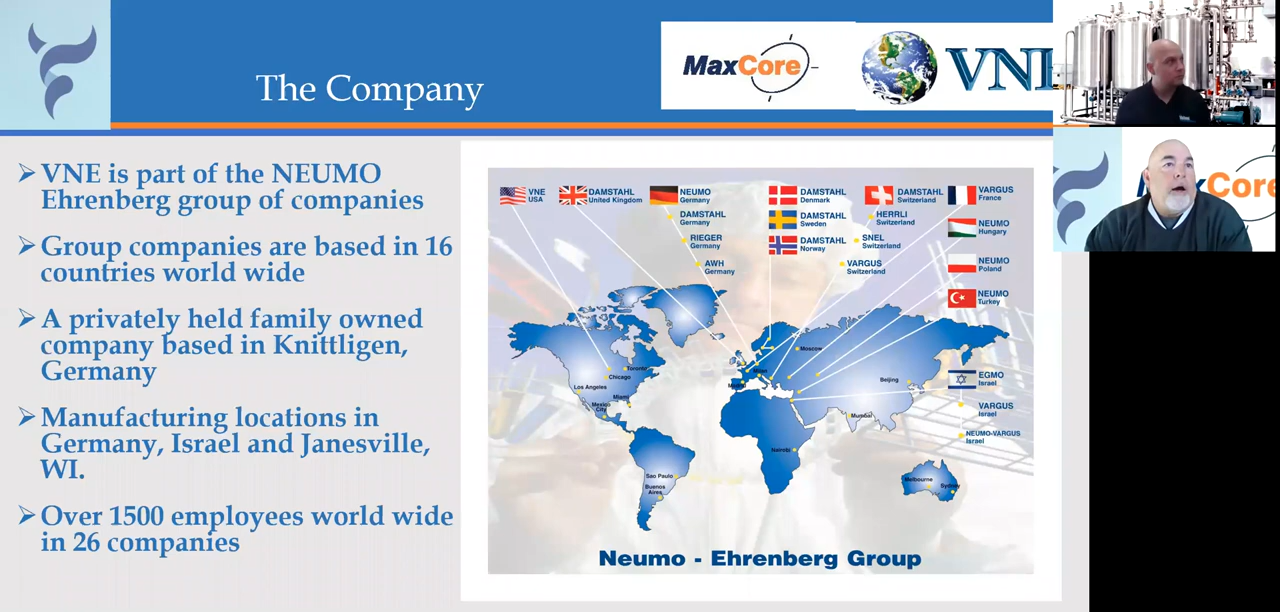 The Company
MaxCore
➢ VNE is part of the NEUMO
Ehrenberg group of companies
➢ Group companies are based in 16
countries world wide
➢ A privately held family owned
company based in Knittligen,
Germany
➢ Manufacturing locations in
Germany, Israel and Janesville,
WI.
➢ Over 1500 employees world wide
in 26 companies
VNE
USA
DAMSTAHL
United Kingdom
NEUMO
Germany
DAMSTAHL
Germany
RIEGER
Germany
AWH
Germany
DAMSTAHL
Denmark
DAMSTAHL
Sweden
DAMSTAHL
Norway
DAMSTAHL
Switzerland
HERRLI
Switzerland
SNEL
Switzerland
VARGUS
Switzerland
VARGUS
France
NEUMO
Hungary
NEUMO
Poland
NEUMO
Turkey
EGMO
Israel
VARGUS
Israel
NEUMO-VARGUS
Israel
Moscow
Toronto
Chicago
Los Angeles
Miami
Mexico
City
Milan
Beijing
Mumbai
Nairobi
Sao Paulo
Buenos
Aires
Melbourne
Sydney
Neumo - Ehrenberg Group
MaxCore